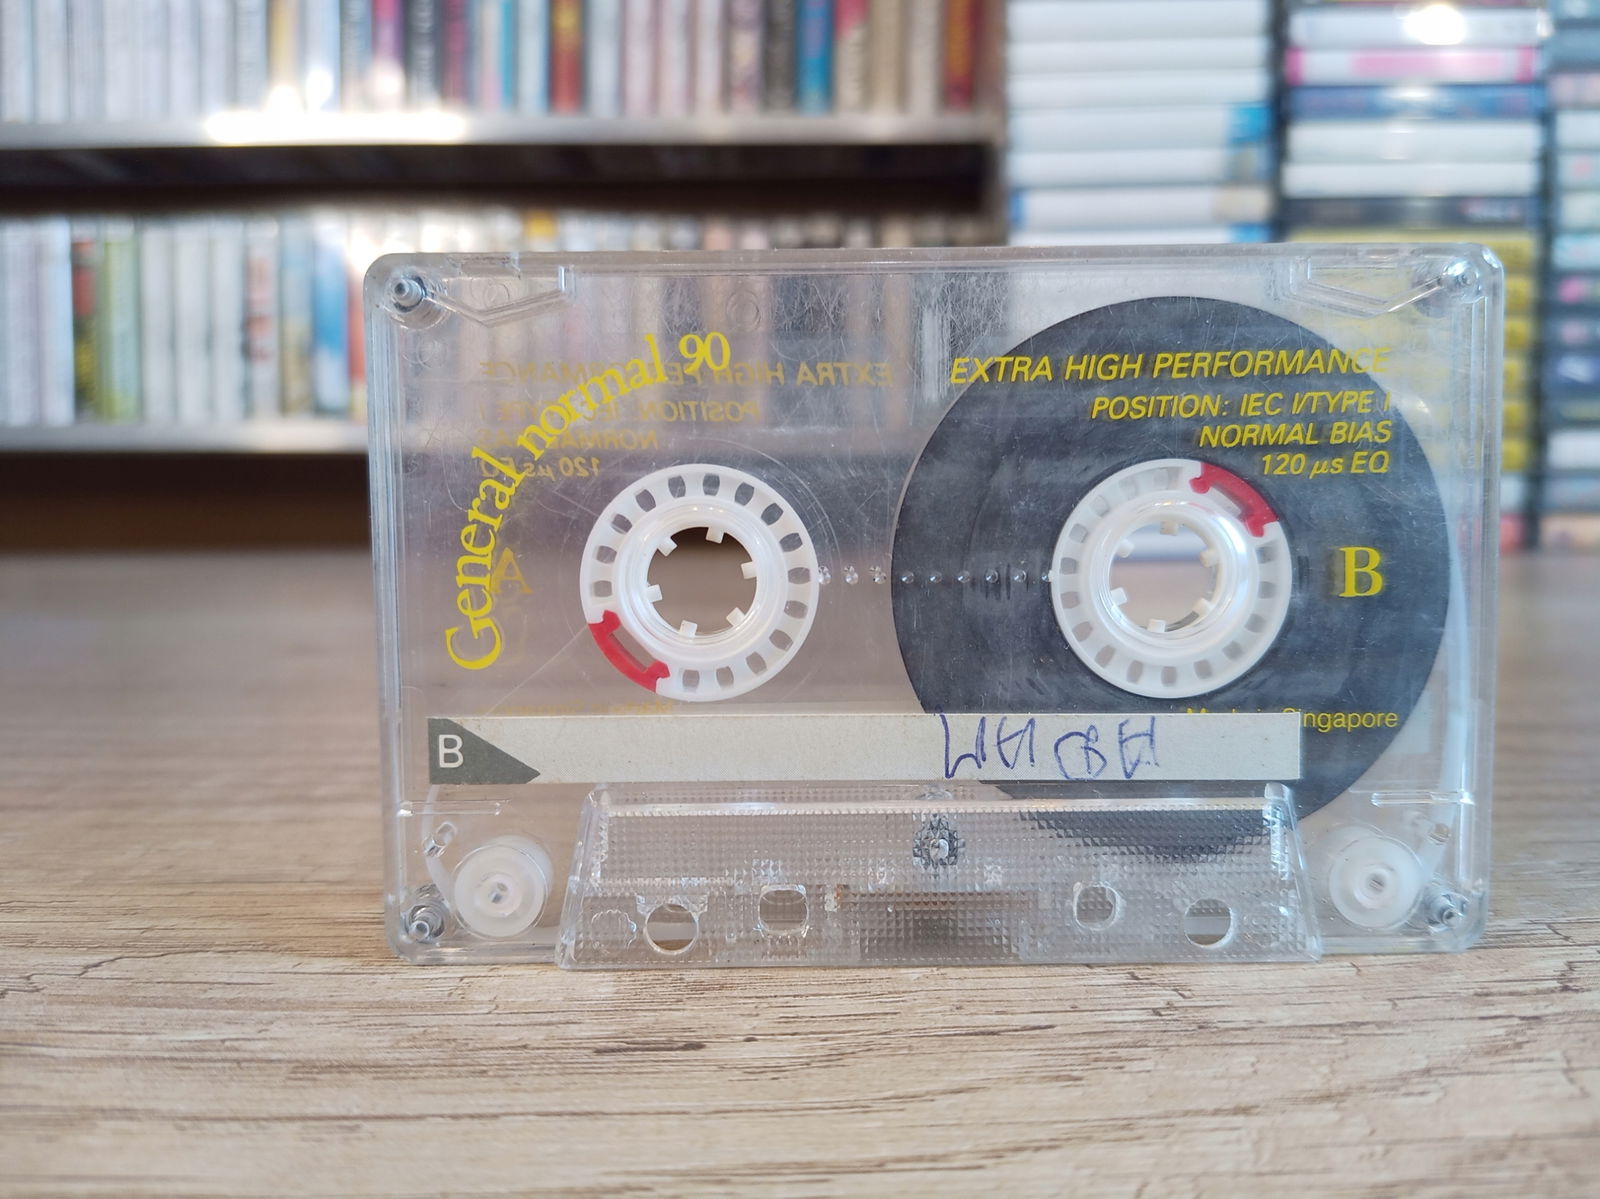 General normal 90
EXTRA HIGH PERFORMANCE
POSITION: IEC I/TYPE I
NORMAL BIAS
120 µs EQ
B
Made in Singapore
B